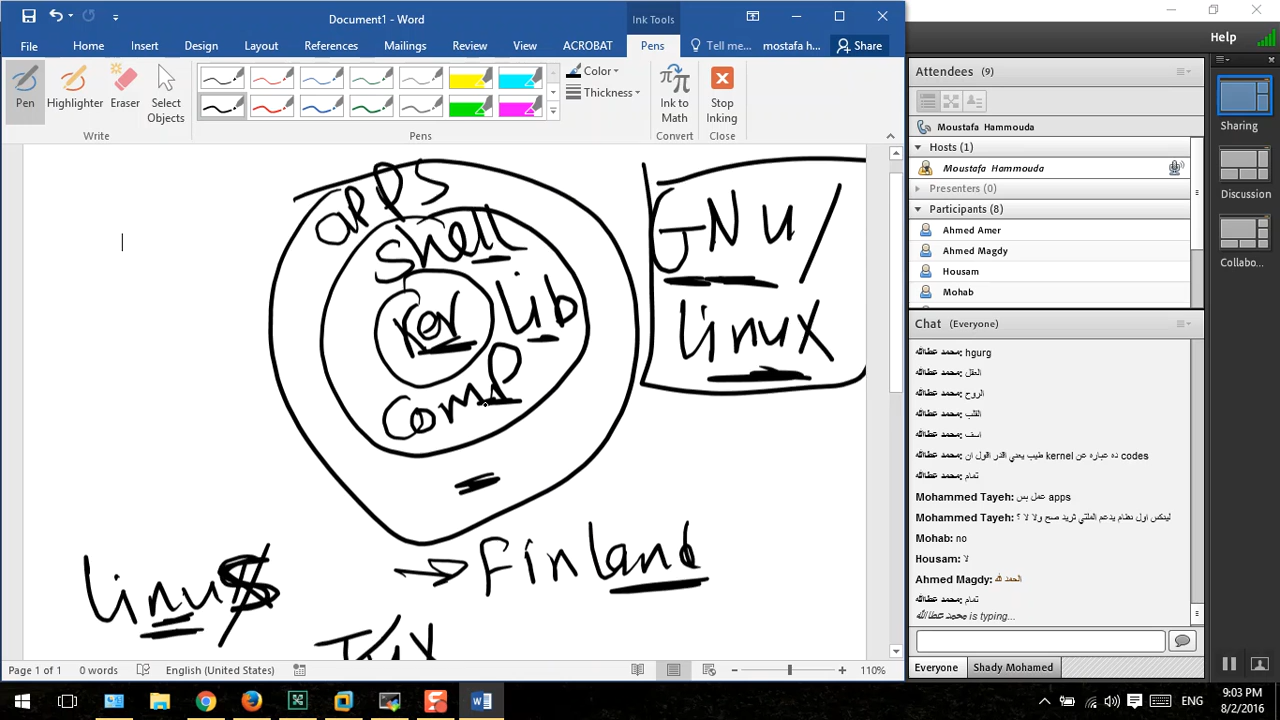 Document1 - Word
Ink Tools
File
Home
Insert
Design
Layout
References
Mailings
Review
View
ACROBAT
Pens
Tell me...
mostafa h...
Share
Pen
Highlighter
Eraser
Select
Objects
Color
Thickness
Ink to
Math
Stop
Inking
Write
Pens
Convert
Close
apps
shell
Ker
Lib
comp
GNU/
Linux
Finland
Page 1 of 1
0 words
English (United States)
110%
Help
Attendees (9)
Moustafa Hammouda
Hosts (1)
Moustafa Hammouda
Presenters (0)
Participants (8)
Ahmed Amer
Ahmed Magdy
Housam
Mohab
Chat (Everyone)
محمد عطاالله: hgurg
محمد عطاالله: العقل
محمد عطاالله: الروح
محمد عطاالله: القلب
محمد عطاالله: اسف
محمد عطاالله: طيب يعني اقدر اقول ان kernel ده عباره عن codes
محمد عطاالله: تمام
Mohammed Tayeh: عمل بس apps
Mohammed Tayeh: لينكس اول نظام يدعم الملتي ثريد صح ولا لا ؟
Mohab: no
Housam: لا
Ahmed Magdy: الحمد لله
محمد عطاالله: تمام
محمد عطاالله is typing...
Everyone
Shady Mohamed
Sharing
Discussion
Collabo...
ENG
9:03 PM
8/2/2016